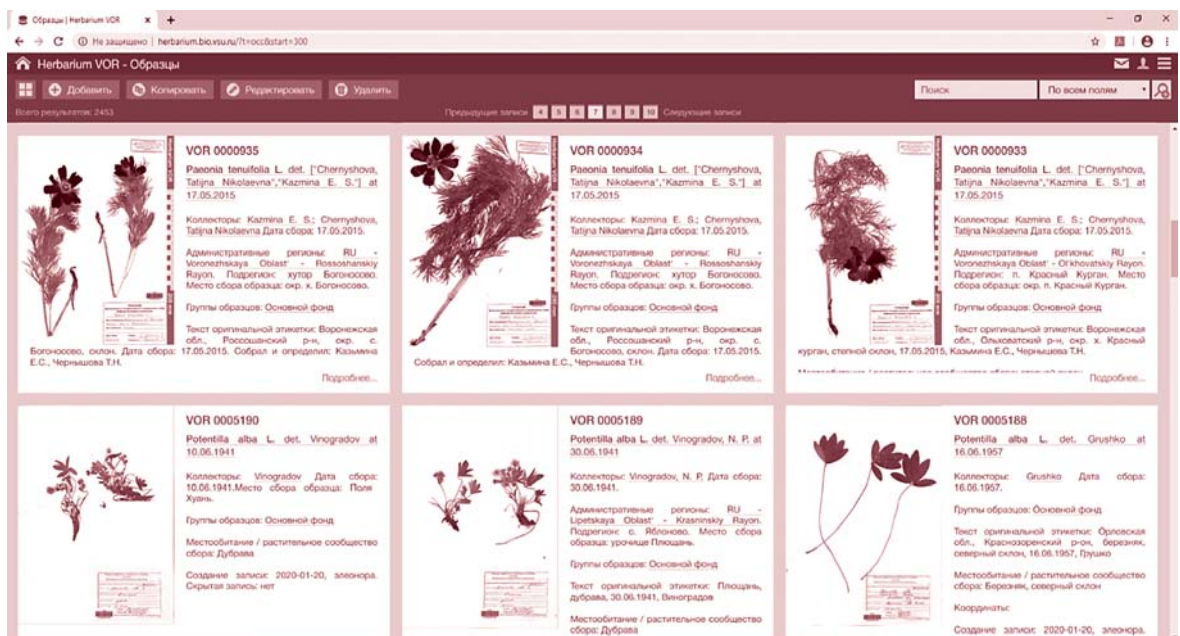 Образцы | Herbarium VOR
Не защищено | herbarium.bio.vsu.ru/?t=occ&start=300
Herbarium VOR - Образцы
Добавить Копировать Редактировать Удалить Поиск По всем полям
Всего результатов: 2453 Предыдущие записи 4 5 6 7 8 9 10 Следующие записи
VOR 0000935
Paeonia tenuifolia L. det. ["Chernyshova,
Tatijna Nikolaevna","Kazmina E. S."] at
17.05.2015
Коллекторы: Kazmina E. S.; Chernyshova,
Tatijna Nikolaevna Дата сбора: 17.05.2015.
Административные регионы: RU -
Voronezhskaya Oblast' - Rossoshanskiy
Rayon. Подрегион: хутор Богоносово.
Место сбора образца: окр. х. Богоносово.
Группы образцов: Основной фонд
Текст оригинальной этикетки: Воронежская
обл., Россошанский р-н, окр. с.
Богоносово, склон. Дата сбора: 17.05.2015. Собрал и определил: Казьмина
Е.С., Чернышова Т.Н.
Подробнее...
VOR 0000934
Paeonia tenuifolia L. det. ["Chernyshova,
Tatijna Nikolaevna","Kazmina E. S."] at
17.05.2015
Коллекторы: Kazmina E. S.; Chernyshova,
Tatijna Nikolaevna Дата сбора: 17.05.2015.
Административные регионы: RU -
Voronezhskaya Oblast' - Rossoshanskiy
Rayon. Подрегион: хутор Богоносово.
Место сбора образца: окр. х. Богоносово.
Группы образцов: Основной фонд
Текст оригинальной этикетки: Воронежская
обл., Россошанский р-н, окр. с.
Богоносово, склон. Дата сбора: 17.05.2015.
Собрал и определил: Казьмина Е.С., Чернышова Т.Н.
Подробнее...
VOR 0000933
Paeonia tenuifolia L. det. ["Chernyshova,
Tatijna Nikolaevna","Kazmina E. S."] at
17.05.2015
Коллекторы: Kazmina E. S.; Chernyshova,
Tatijna Nikolaevna Дата сбора: 17.05.2015.
Административные регионы: RU -
Voronezhskaya Oblast' - Ol'khovatskiy Rayon.
Подрегион: п. Красный Курган. Место
сбора образца: окр. п. Красный Курган.
Группы образцов: Основной фонд
Текст оригинальной этикетки: Воронежская
обл., Ольховатский р-н, окр. х. Красный
курган, степной склон, 17.05.2015, Казьмина Е.С., Чернышова Т.Н.
Подробнее...
VOR 0005190
Potentilla alba L. det. Vinogradov at
10.06.1941
Коллекторы: Vinogradov Дата сбора:
10.06.1941.Место сбора образца: Поля
Хуань.
Группы образцов: Основной фонд
Местообитание / растительное сообщество
сбора: Дубрава
Создание записи: 2020-01-20, элеонора.
Скрытая запись: нет
VOR 0005189
Potentilla alba L. det. Vinogradov, N. P. at
30.06.1941
Коллекторы: Vinogradov, N. P. Дата сбора:
30.06.1941.
Административные регионы: RU -
Lipetskaya Oblast' - Krasninskiy Rayon.
Подрегион: с. Яблоново. Место сбора
образца: урочище Плющань.
Группы образцов: Основной фонд
Текст оригинальной этикетки: Плющань,
дубрава, 30.06.1941, Виноградов
Местообитание / растительное сообщество
сбора: Дубрава
VOR 0005188
Potentilla alba L. det. Grushko at
16.06.1957
Коллекторы: Grushko Дата сбора:
16.06.1957.
Группы образцов: Основной фонд
Текст оригинальной этикетки: Орловская
обл., Краснозоренский р-он, березняк,
северный склон, 16.06.1957, Грушко
Местообитание / растительное сообщество
сбора: Березняк, северный склон
Координаты:
Создание записи: 2020-01-20, элеонора.